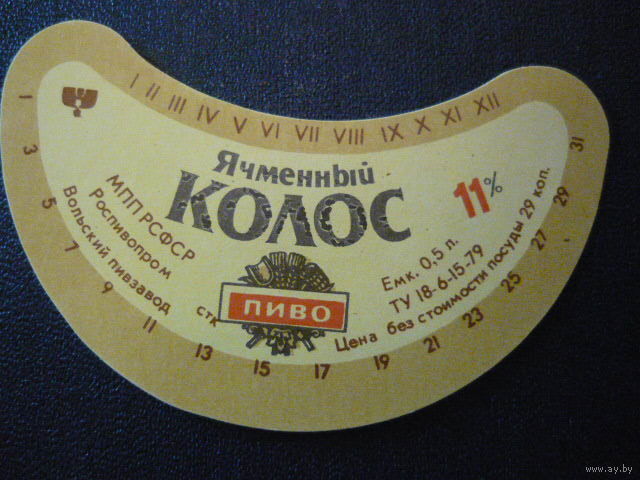 I II III IV V VI VII VIII IX X XI XII
Ячменный
КОЛОС
11%
МПП РСФСР
Роспивопром
Вольский пивзавод
стк
ПИВО
Емк. 0,5 л.
ТУ 18-6-15-79
Цена без стоимости посуды 29 коп.
1 3 5 7 9 11 13 15 17 19 21 23 25 27 29 31
www.ay.by